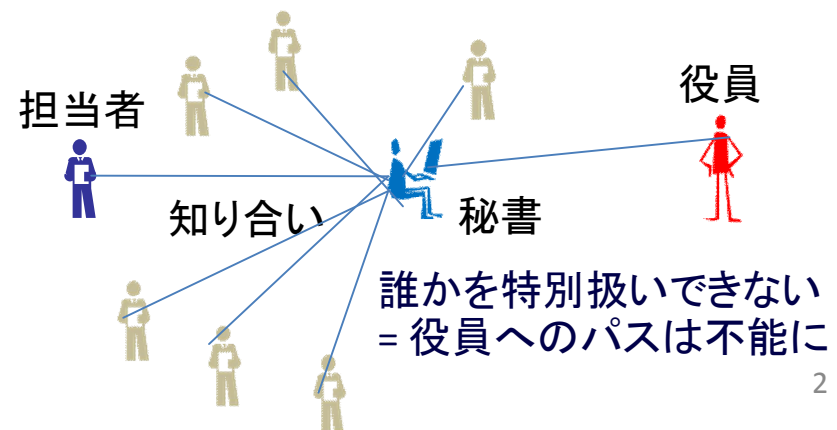 役員
担当者
知り合い
秘書
誰かを特別扱いできない
= 役員へのパスは不能に
2